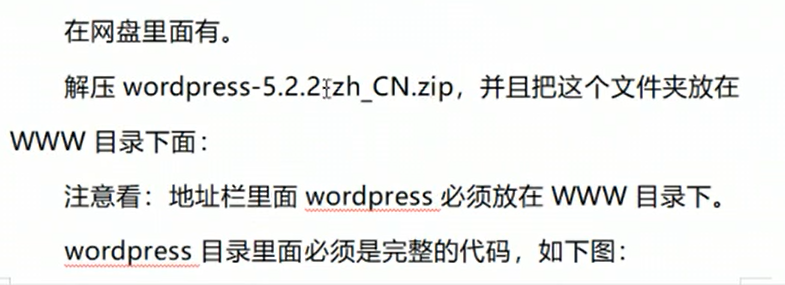 在网盘里面有。
解压 wordpress-5.2.2-zh_CN.zip，并且把这个文件夹放在
WWW 目录下面：
注意看：地址栏里面 wordpress 必须放在 WWW 目录下。
wordpress 目录里面必须是完整的代码，如下图：